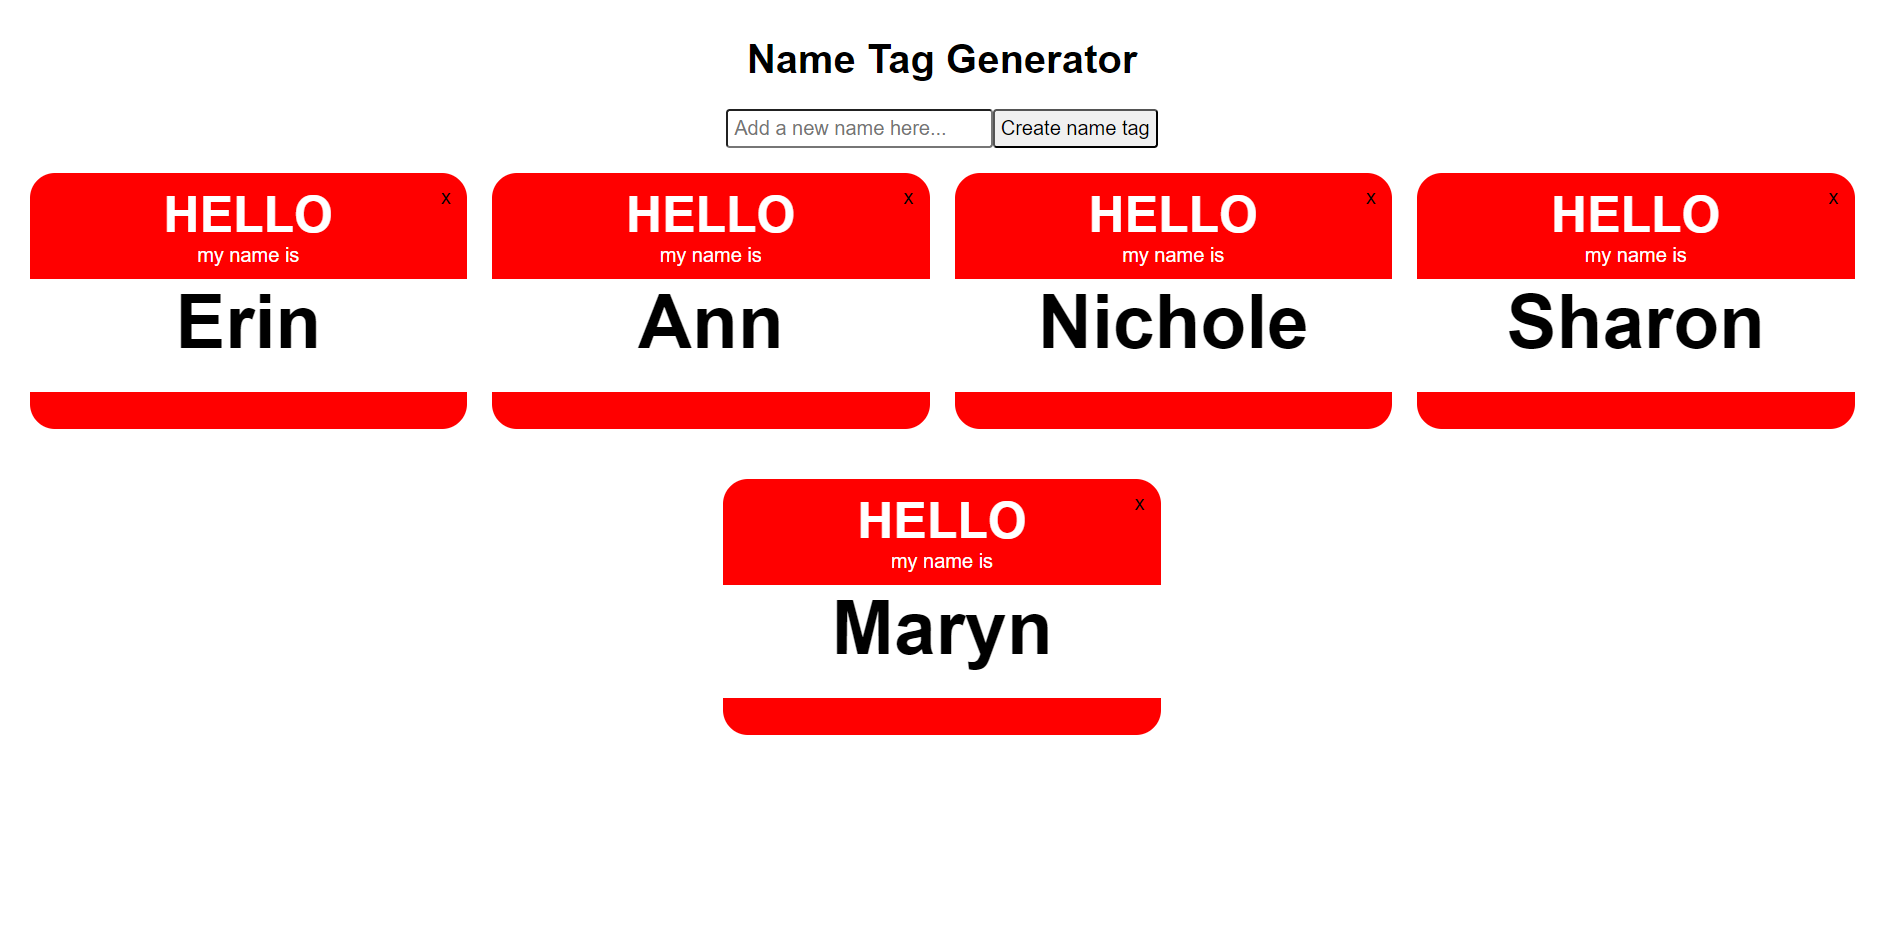 Name Tag Generator
Add a new name here... Create name tag
HELLO x
my name is
Erin
HELLO x
my name is
Ann
HELLO x
my name is
Nichole
HELLO x
my name is
Sharon
HELLO x
my name is
Maryn